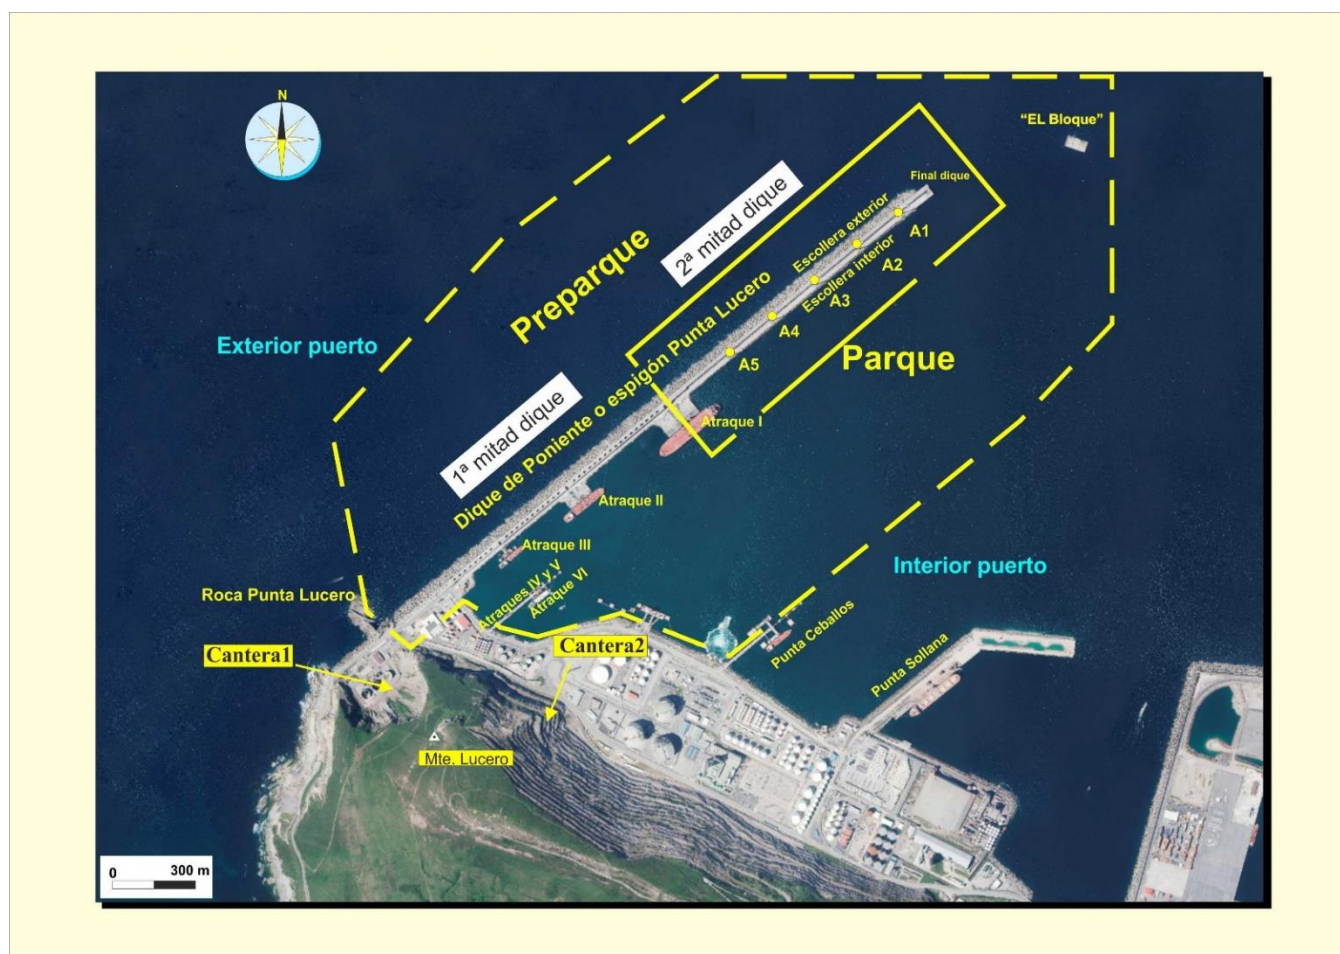 N
"EL Bloque"
Final dique
2ª mitad dique
Escollera exterior
A1
Preparque
A2
Escollera interior
A3
Exterior puerto
A4
Parque
A5
1ª mitad dique
Dique de Poniente o espigón Punta Lucero
Atraque I
Atraque II
Atraque III
Interior puerto
Atraques IV y V
Atraque VI
Roca Punta Lucero
Cantera1
Cantera2
Punta Ceballos
Punta Sollana
Mte. Lucero
0 300 m